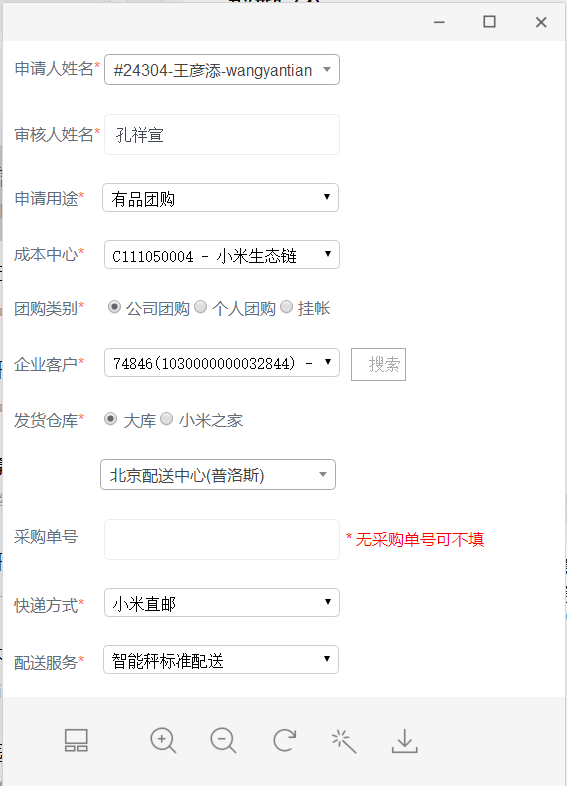 申请人姓名* #24304-王彦添-wangyantian
审核人姓名* 孔祥宣
申请用途* 有品团购
成本中心* C111050004 - 小米生态链
团购类别* 公司团购 个人团购 挂帐
企业客户* 74846(1030000000032844) - 搜索
发货仓库* 大库 小米之家
北京配送中心(普洛斯)
采购单号 * 无采购单号可不填
快递方式* 小米直邮
配送服务* 智能秤标准配送